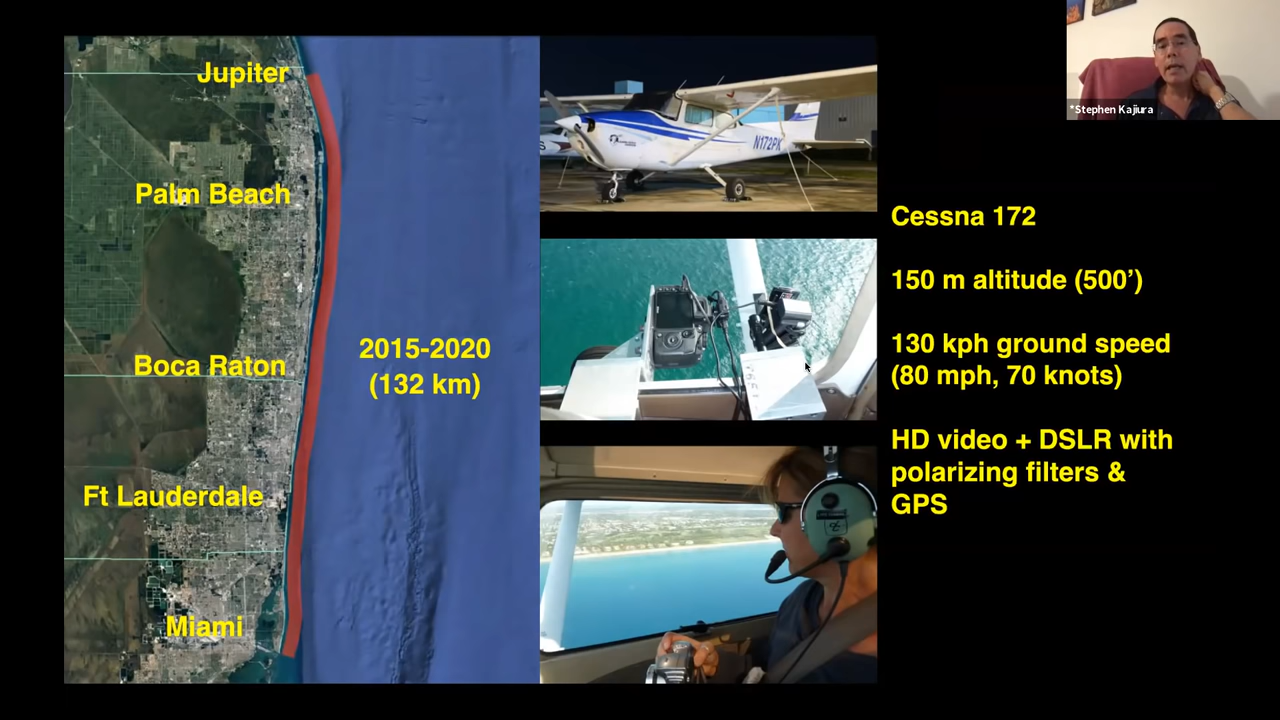 Jupiter
Palm Beach
Boca Raton
Ft Lauderdale
Miami
2015-2020
(132 km)
N172PK
Cessna 172
150 m altitude (500’)
130 kph ground speed
(80 mph, 70 knots)
HD video + DSLR with
polarizing filters &
GPS
*Stephen Kajiura